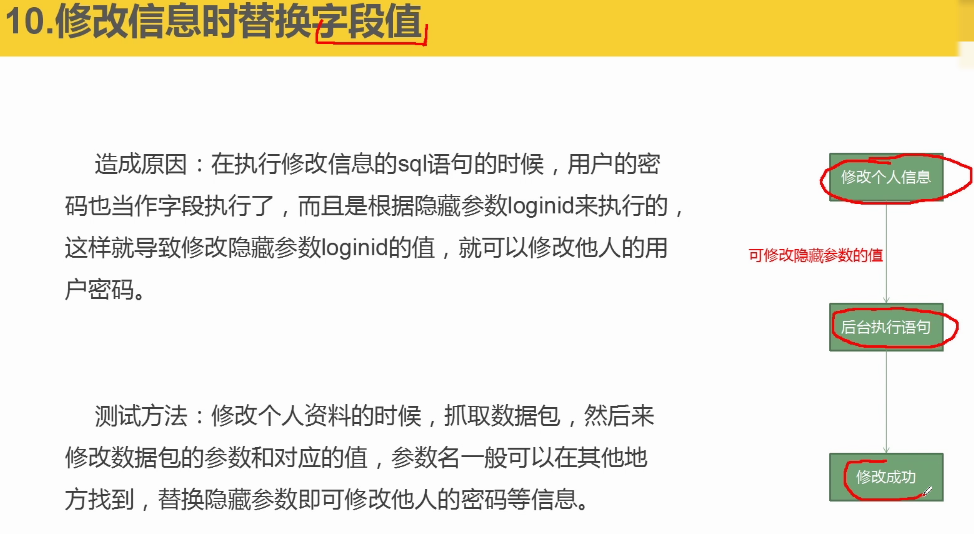 10.修改信息时替换字段值
造成原因：在执行修改信息的sql语句的时候，用户的密
码也当作字段执行了，而且是根据隐藏参数loginid来执行的，
这样就导致修改隐藏参数loginid的值，就可以修改他人的用
户密码。
测试方法：修改个人资料的时候，抓取数据包，然后来
修改数据包的参数和对应的值，参数名一般可以在其他地
方找到，替换隐藏参数即可修改他人的密码等信息。
修改个人信息
可修改隐藏参数的值
后台执行语句
修改成功